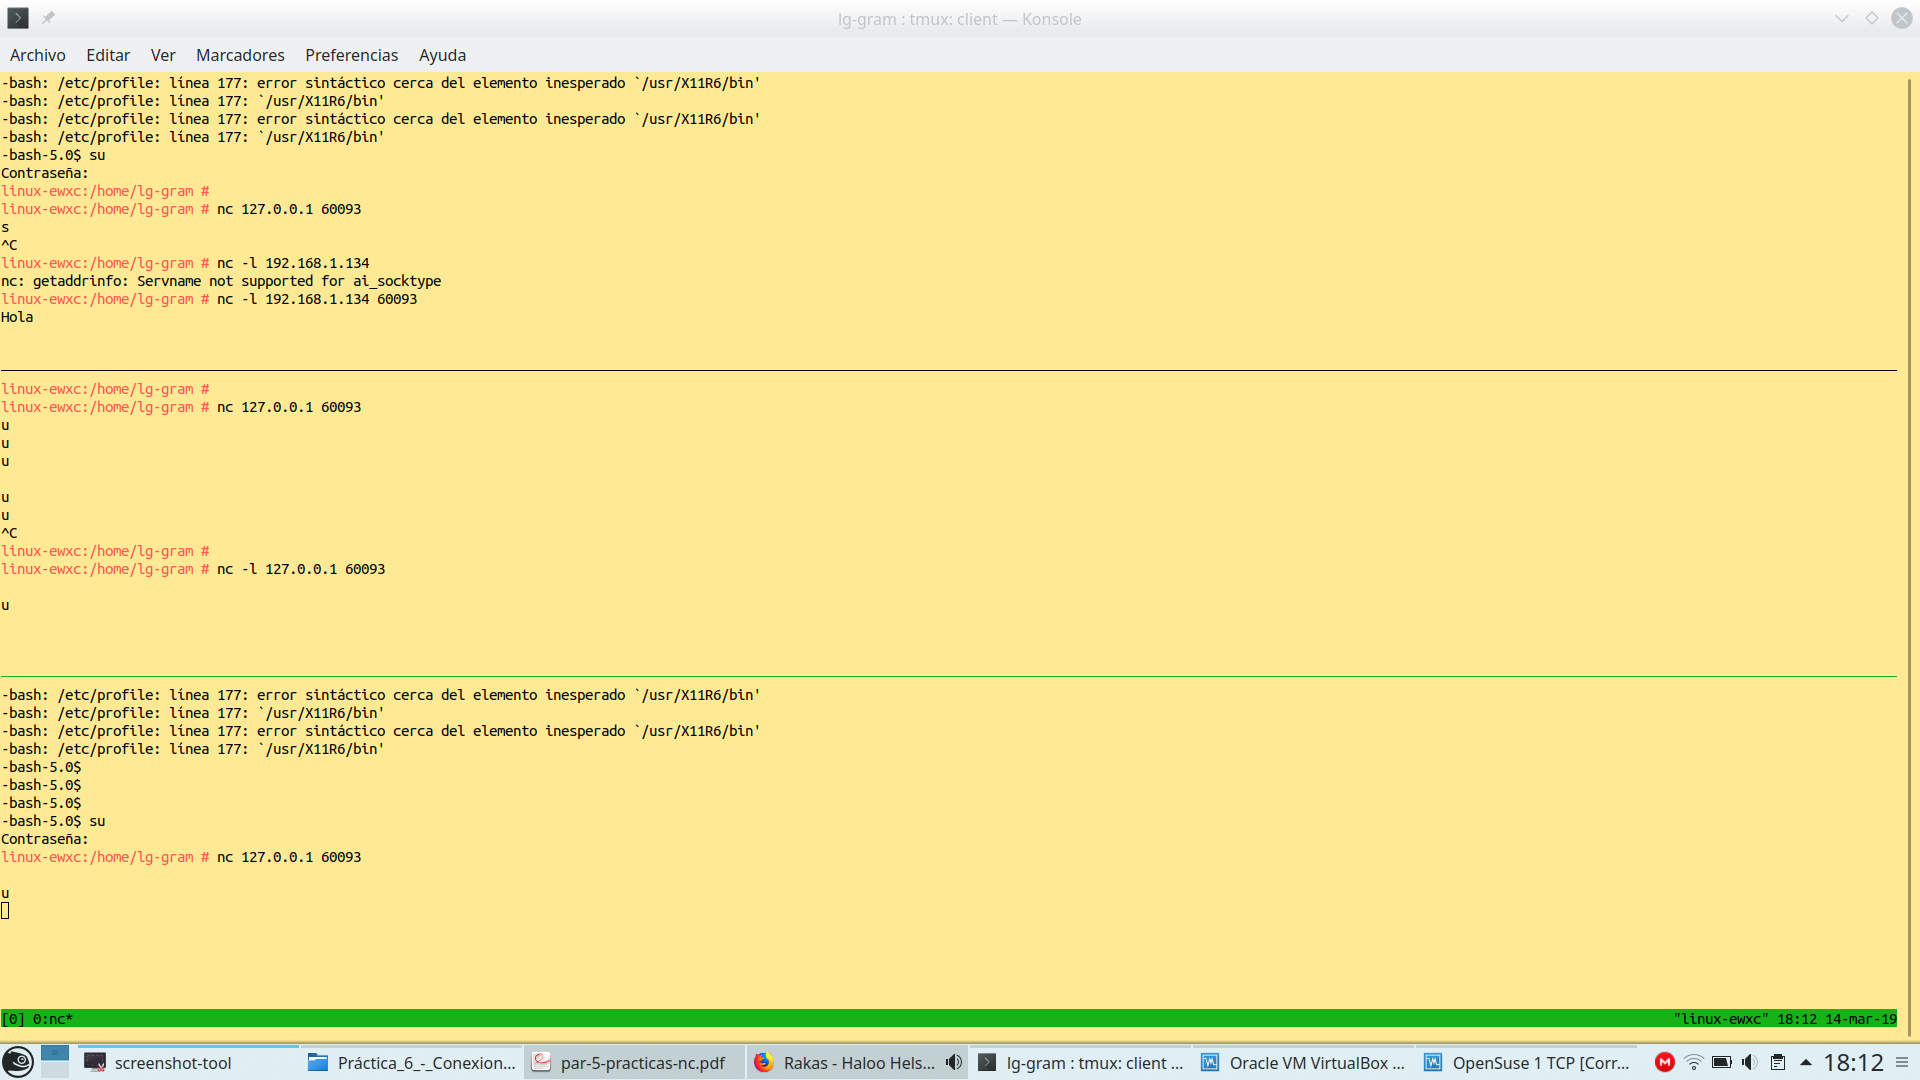 lg-gram : tmux: client — Konsole
Archivo Editar Ver Marcadores Preferencias Ayuda
-bash: /etc/profile: línea 177: error sintáctico cerca del elemento inesperado `/usr/X11R6/bin'
-bash: /etc/profile: línea 177: `/usr/X11R6/bin'
-bash: /etc/profile: línea 177: error sintáctico cerca del elemento inesperado `/usr/X11R6/bin'
-bash: /etc/profile: línea 177: `/usr/X11R6/bin'
-bash-5.0$ su
Contraseña:
linux-ewxc:/home/lg-gram #
linux-ewxc:/home/lg-gram # nc 127.0.0.1 60093
s
^C
linux-ewxc:/home/lg-gram # nc -l 192.168.1.134
nc: getaddrinfo: Servname not supported for ai_socktype
linux-ewxc:/home/lg-gram # nc -l 192.168.1.134 60093
Hola
linux-ewxc:/home/lg-gram #
linux-ewxc:/home/lg-gram # nc 127.0.0.1 60093
u
u
u
u
u
^C
linux-ewxc:/home/lg-gram #
linux-ewxc:/home/lg-gram # nc -l 127.0.0.1 60093
u
-bash: /etc/profile: línea 177: error sintáctico cerca del elemento inesperado `/usr/X11R6/bin'
-bash: /etc/profile: línea 177: `/usr/X11R6/bin'
-bash: /etc/profile: línea 177: error sintáctico cerca del elemento inesperado `/usr/X11R6/bin'
-bash: /etc/profile: línea 177: `/usr/X11R6/bin'
-bash-5.0$
-bash-5.0$
-bash-5.0$
-bash-5.0$ su
Contraseña:
linux-ewxc:/home/lg-gram # nc 127.0.0.1 60093
u
[0] 0:nc* "linux-ewxc" 18:12 14-mar-19
screenshot-tool Práctica_6_-_Conexion... par-5-practicas-nc.pdf Rakas - Haloo Hels... lg-gram : tmux: client ... Oracle VM VirtualBox ... OpenSuse 1 TCP [Corr... M 18:12